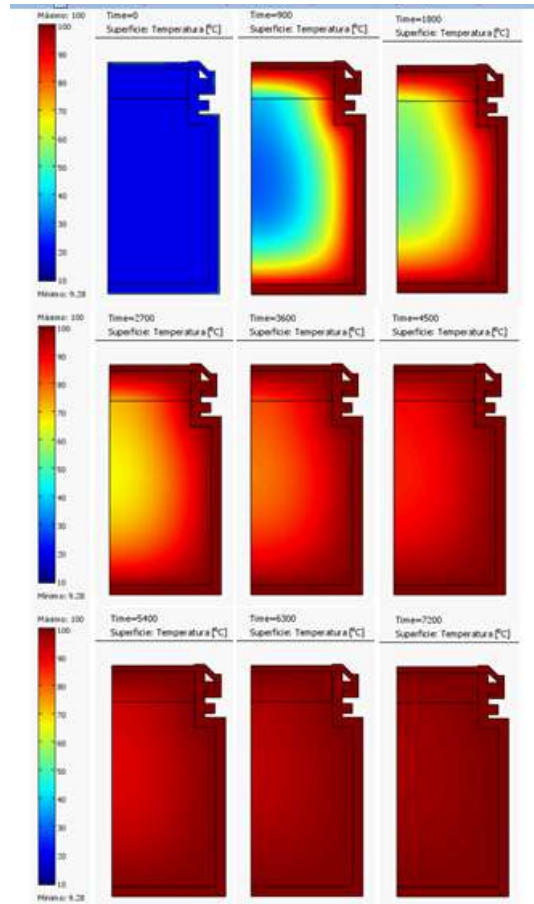 Máximo: 100
Time=0
Superficie: Temperatura [°C]
Time=900
Superficie: Temperatura [°C]
Time=1800
Superficie: Temperatura [°C]
100
90
80
70
60
50
40
30
20
10
Mínimo: 9.28
Máximo: 100
Time=2700
Superficie: Temperatura [°C]
Time=3600
Superficie: Temperatura [°C]
Time=4500
Superficie: Temperatura [°C]
100
90
80
70
60
50
40
30
20
10
Mínimo: 9.28
Máximo: 100
Time=5400
Superficie: Temperatura [°C]
Time=6300
Superficie: Temperatura [°C]
Time=7200
Superficie: Temperatura [°C]
100
90
80
70
60
50
40
30
20
10
Mínimo: 9.28